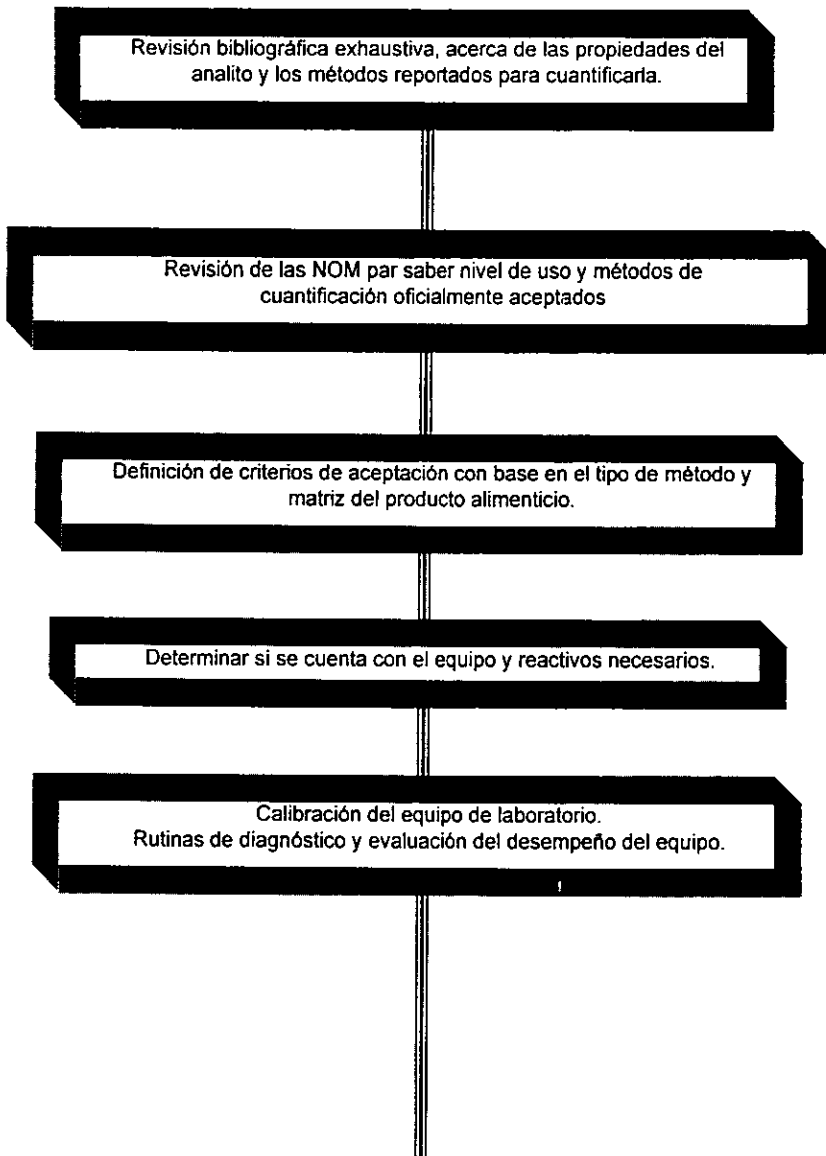 Revisión bibliográfica exhaustiva, acerca de las propiedades del
analito y los métodos reportados para cuantificarla.
Revisión de las NOM par saber nivel de uso y métodos de
cuantificación oficialmente aceptados
Definición de criterios de aceptación con base en el tipo de método y
matriz del producto alimenticio.
Determinar si se cuenta con el equipo y reactivos necesarios.
Calibración del equipo de laboratorio.
Rutinas de diagnóstico y evaluación del desempeño del equipo.